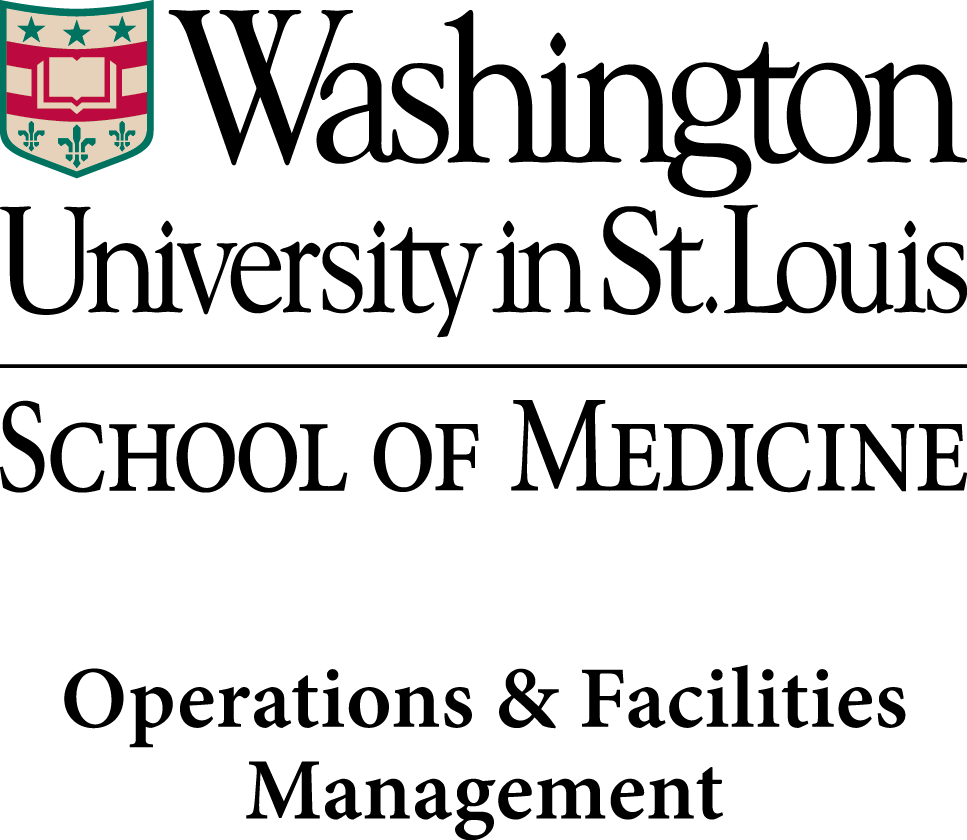 Washington
University in St. Louis
School of Medicine
Operations & Facilities
Management